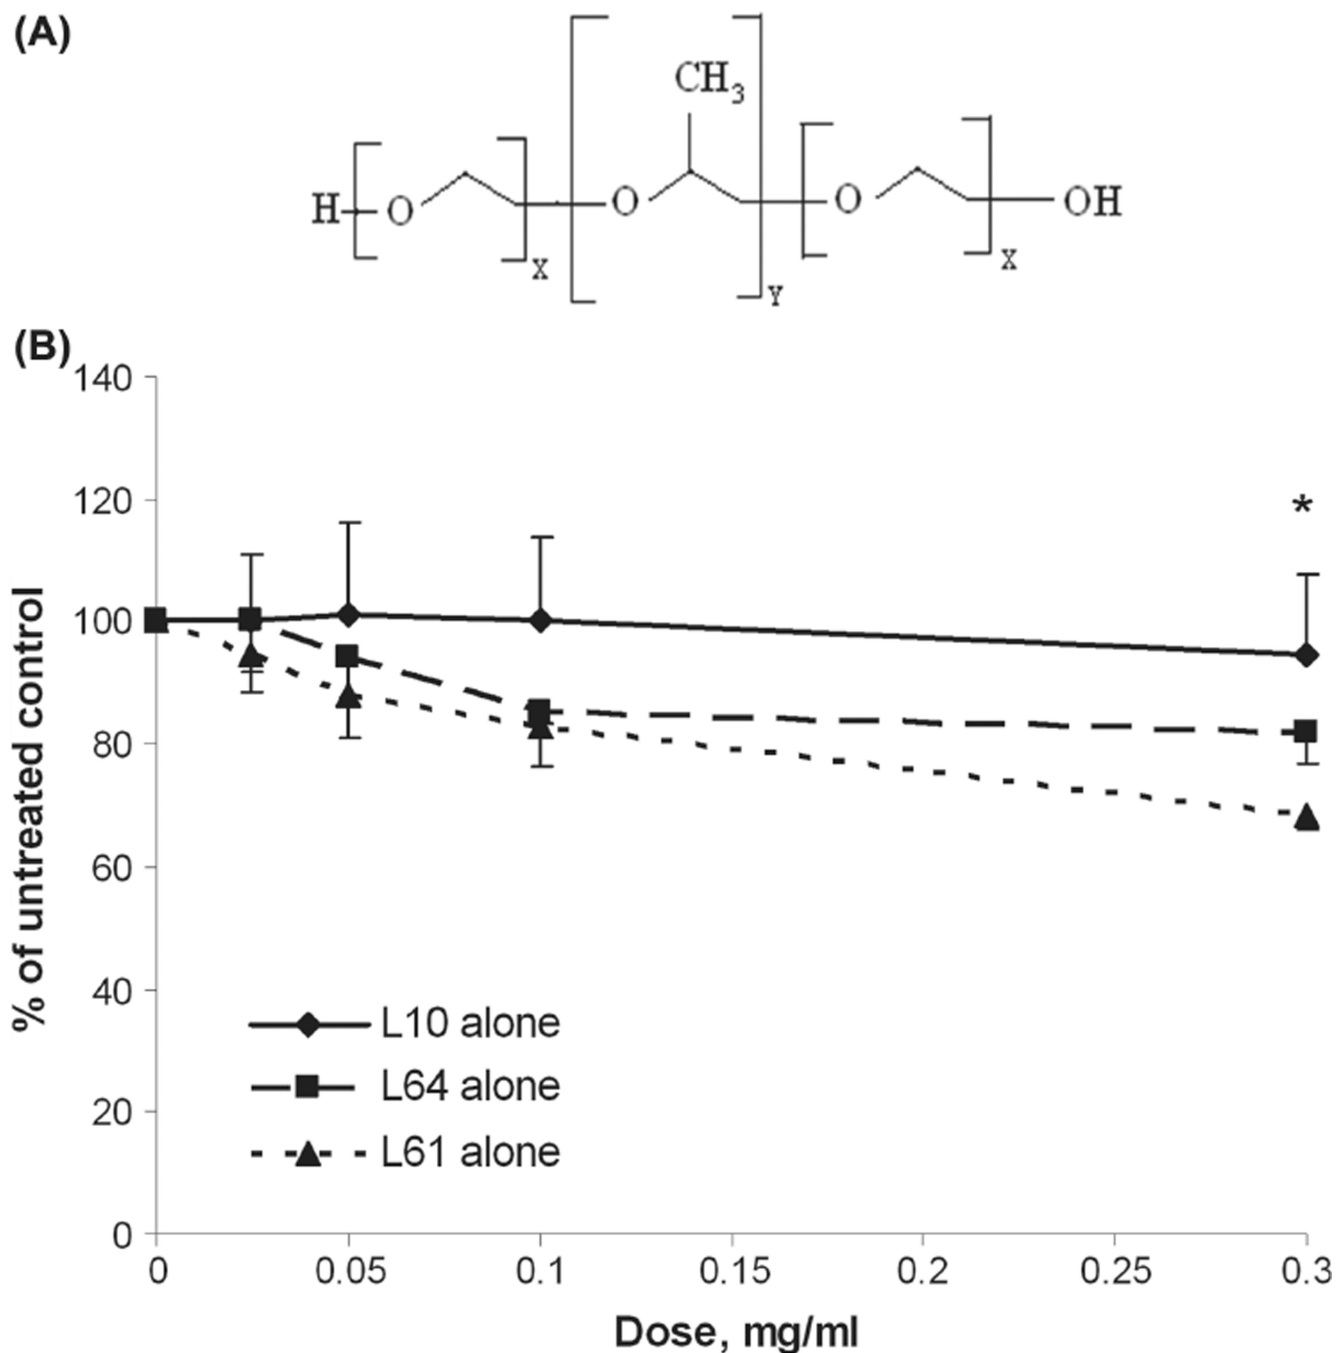 (A)
CH3
H O O O OH
X Y X
(B)
140
120
*
100
80
60
40
20
0
% of untreated control
L10 alone
L64 alone
L61 alone
0 0.05 0.1 0.15 0.2 0.25 0.3
Dose, mg/ml